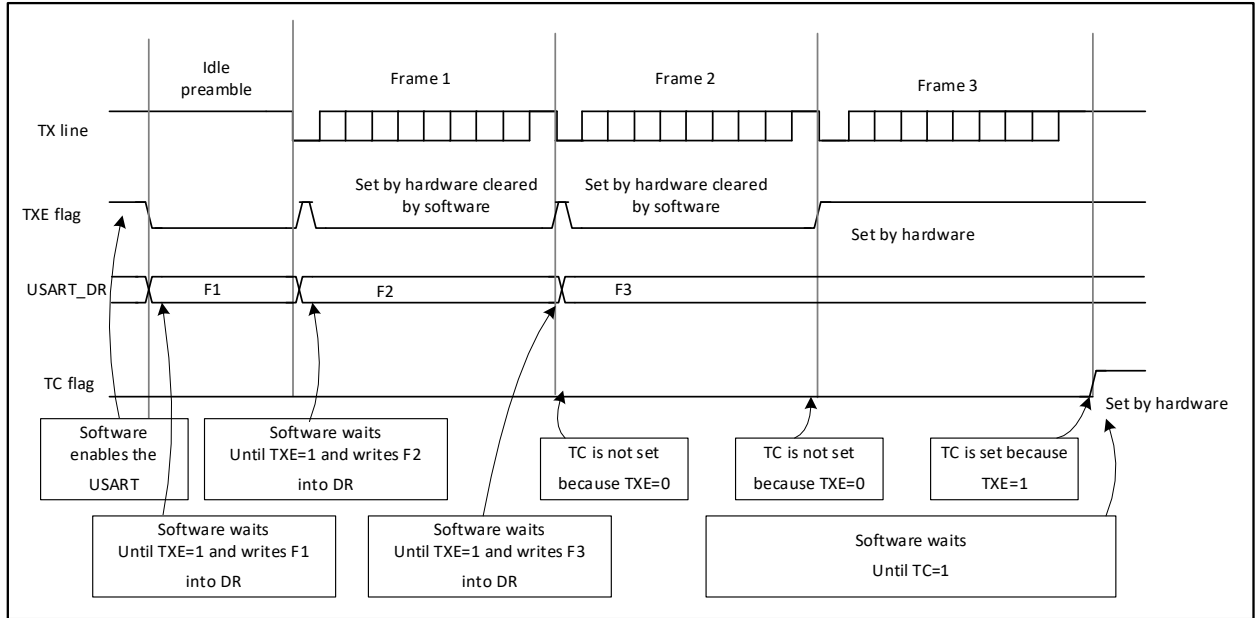 Idle
preamble
Frame 1
Frame 2
Frame 3
TX line
Set by hardware cleared
by software
Set by hardware cleared
by software
TXE flag
Set by hardware
USART_DR
F1
F2
F3
TC flag
Set by hardware
Software
enables the
USART
Software waits
Until TXE=1 and writes F2
into DR
TC is not set
because TXE=0
TC is not set
because TXE=0
TC is set because
TXE=1
Software waits
Until TXE=1 and writes F1
into DR
Software waits
Until TXE=1 and writes F3
into DR
Software waits
Until TC=1